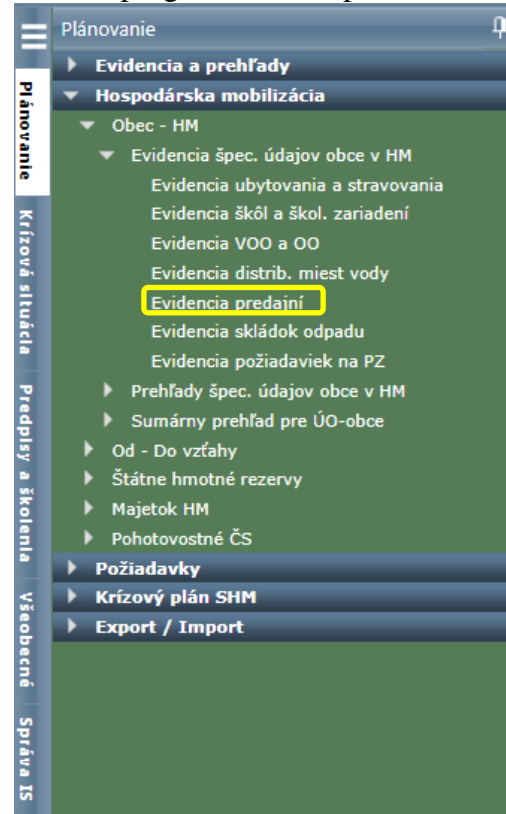 Plánovanie
Evidencia a prehľady
Hospodárska mobilizácia
Obec - HM
Evidencia špec. údajov obce v HM
Evidencia ubytovania a stravovania
Evidencia škôl a škol. zariadení
Evidencia VOO a OO
Evidencia distrib. miest vody
Evidencia predajní
Evidencia skládok odpadu
Evidencia požiadaviek na PZ
Prehľady špec. údajov obce v HM
Sumárny prehľad pre ÚO-obce
Od - Do vzťahy
Štátne hmotné rezervy
Majetok HM
Pohotovostné ČS
Požiadavky
Krízový plán SHM
Export / Import
Plánovanie
Krízová situácia
Predpisy a školenia
Všeobecné
Správa IS